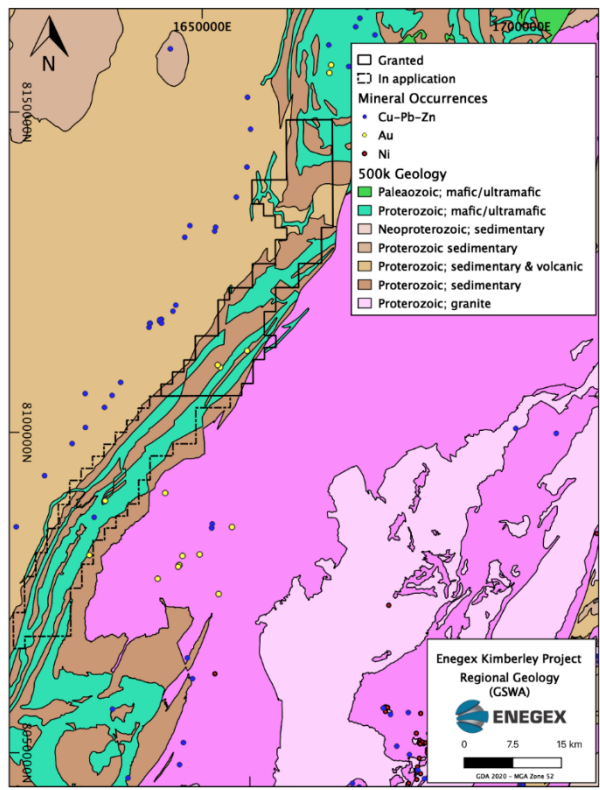 1650000E
1700000E
N
8150000N
Granted
In application
Mineral Occurrences
Cu-Pb-Zn
Au
Ni
500k Geology
Paleaozoic; mafic/ultramafic
Proterozoic; mafic/ultramafic
Neoproterozoic; sedimentary
Proterozoic sedimentary
Proterozoic; sedimentary & volcanic
Proterozoic; sedimentary
Proterozoic; granite
8100000N
Enegex Kimberley Project
Regional Geology
(GSWA)
ENEGEX
0 7.5 15 km
GDA 2020 - MGA Zone 52